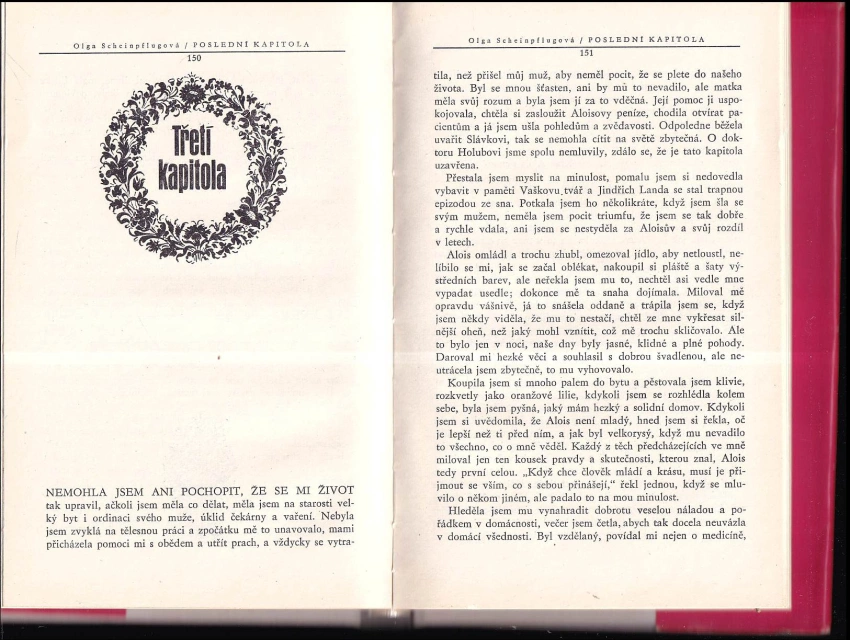 Olga Scheinpflugová / POSLEDNÍ KAPITOLA
150
Třetí
kapitola
NEMOHLA JSEM ANI POCHOPIT, ŽE SE MI ŽIVOT
tak upravil, ačkoli jsem měla co dělat, měla jsem na starosti vel-
ký byt i ordinaci svého muže, úklid čekárny a vaření. Nebyla
jsem zvyklá na tělesnou práci a zpočátku mě to unavovalo, mami
přicházela pomoci mi s obědem a utřít prach, a vždycky se vytra-
Olga Scheinpflugová / POSLEDNÍ KAPITOLA
151
tila, než přišel můj muž, aby neměl pocit, že se plete do našeho
života. Byl se mnou šťasten, ani by mù to nevadilo, ale matka
měla svůj rozum a byla jsem jí za to vděčná. Její pomoc ji uspo-
kojovala, chtěla si zasloužit Aloisovy peníze, chodila otvírat pa-
cientům a já jsem ušla pohledům a zvědavosti. Odpoledne běžela
uvařit Slávkovi, tak se nemohla cítit na světě zbytečná. O dok-
toru Holubovi jsme spolu nemluvily, zdálo se, že je tato kapitola
uzavřena.
Přestala jsem myslit na minulost, pomalu jsem si nedovedla
vybavit v paměti Vaškovu tvář a Jindřich Landa se stal trapnou
epizodou ze sna. Potkala jsem ho několikráte, když jsem šla se
svým mužem, neměla jsem pocit triumfu, že jsem se tak dobře
a rychle vdala, ani jsem se nestyděla za Aloisův a svůj rozdíl
v letech.
Alois omládl a trochu zhubl, omezoval jídlo, aby netloustl, ne-
líbilo se mi, jak se začal oblékat, nakoupil si pláště a šaty vý-
středních barev, ale neřekla jsem mu to, nechtěl asi vedle mne
vypadat usedle; dokonce mě ta snaha dojímala. Miloval mě
opravdu vášnivě, já to snášela oddaně a trápila jsem se, když
jsem někdy viděla, že mu to nestačí, chtěl ze mne vykřesat sil-
nější oheň, než jaký mohl vznítit, což mě trochu skličovalo. Ale
to bylo jen v noci, naše dny byly jasné, klidné a plné pohody.
Daroval mi hezké věci a souhlasil s dobrou švadlenou, ale ne-
utrácela jsem zbytečně, to mu vyhovovalo.
Koupila jsem si mnoho palem do bytu a pěstovala jsem klivie,
rozkvetly jako oranžové lilie, kdykoli jsem se rozhlédla kolem
sebe, byla jsem pyšná, jaký mám hezký a solidní domov. Kdykoli
jsem si uvědomila, že Alois není mladý, hned jsem si řekla, oč
je lepší než ti před ním, a jak byl velkorysý, když mu nevadilo
to všechno, co o mně věděl. Každý z těch předcházejících ve mně
miloval jen ten kousek pravdy a skutečnosti, kterou znal, Alois
tedy první celou. „Když chce člověk mládí a krásu, musí je při-
jmout se vším, co s sebou přinášejí,“ řekl jednou, když se mlu-
vilo o někom jiném, ale padalo to na mou minulost.
Hleděla jsem mu vynahradit dobrotu veselou náladou a po-
řádkem v domácnosti, večer jsem četla, abych tak docela neuvázla
v domácí všednosti. Byl vzdělaný, povídal mi nejen o medicíně,